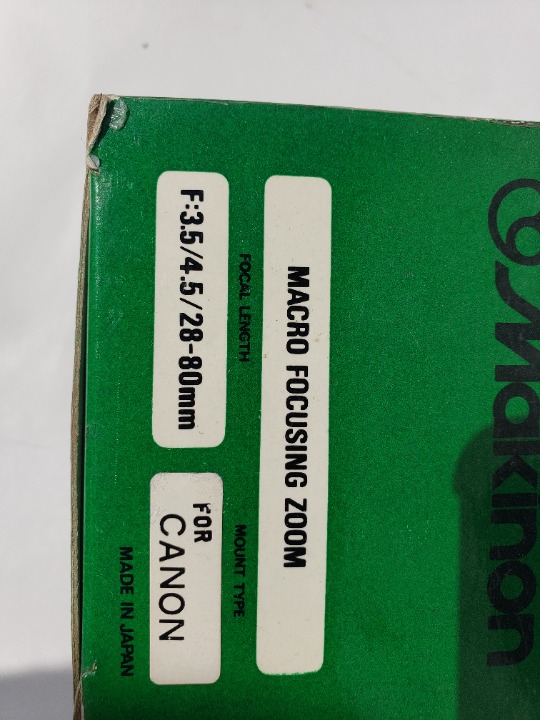 Makinon
MACRO FOCUSING ZOOM
FOCAL LENGTH
MOUNT TYPE
F:3.5/4.5/28-80mm
FOR
CANON
MADE IN JAPAN